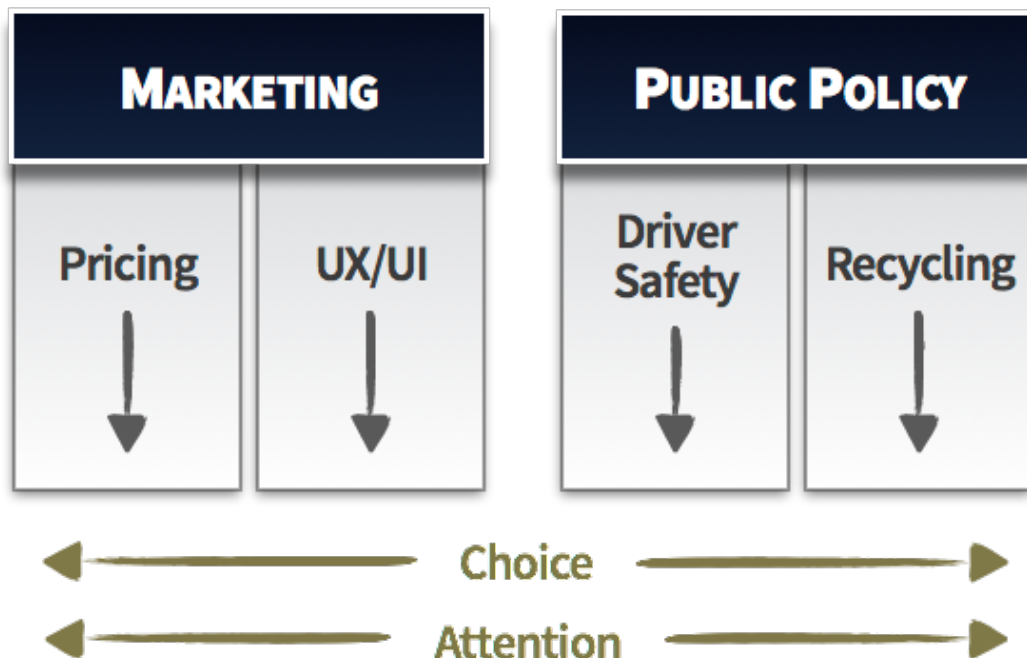 MARKETING
PUBLIC POLICY
Pricing
UX/UI
Driver
Safety
Recycling
Choice
Attention